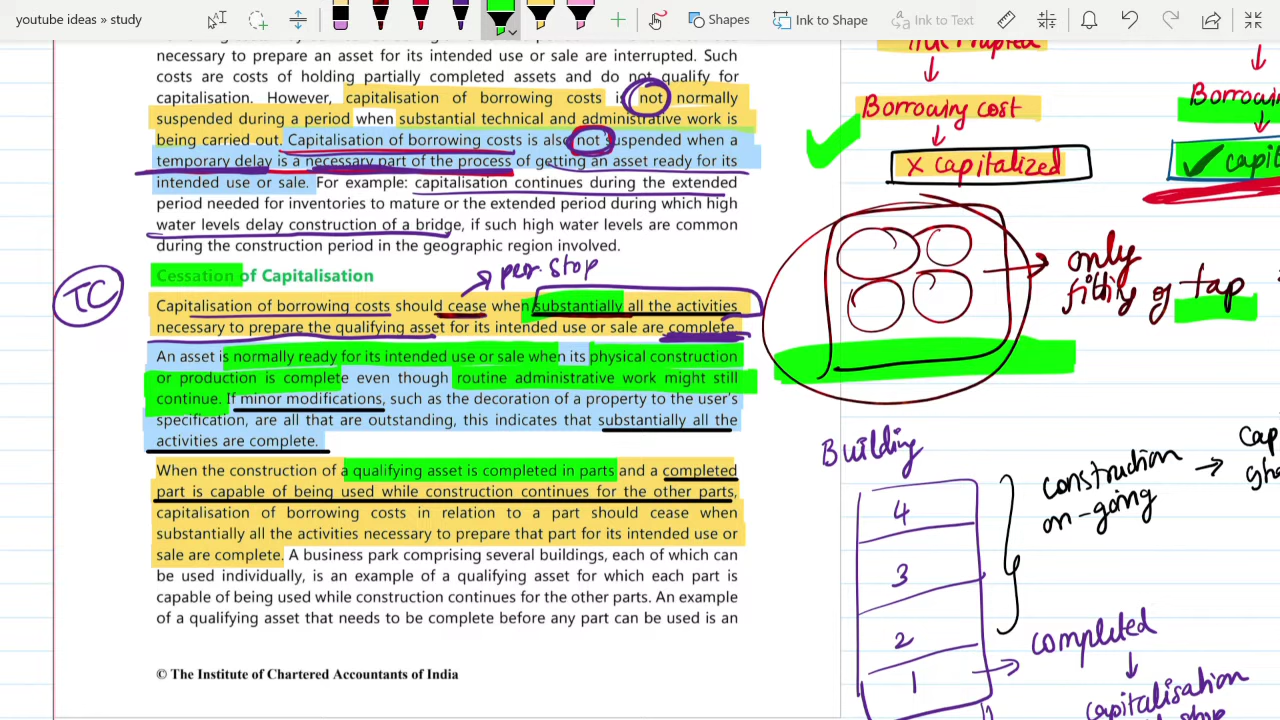 youtube ideas » study
Shapes
Ink to Shape
Ink to Text
necessary to prepare an asset for its intended use or sale are interrupted. Such
costs are costs of holding partially completed assets and do not qualify for
capitalisation. However, capitalisation of borrowing costs is not normally
suspended during a period when substantial technical and administrative work is
being carried out. Capitalisation of borrowing costs is also not suspended when a
temporary delay is a necessary part of the process of getting an asset ready for its
intended use or sale. For example: capitalisation continues during the extended
period needed for inventories to mature or the extended period during which high
water levels delay construction of a bridge, if such high water levels are common
during the construction period in the geographic region involved.
per. stop
TC
Cessation of Capitalisation
Capitalisation of borrowing costs should cease when substantially all the activities
necessary to prepare the qualifying asset for its intended use or sale are complete.
An asset is normally ready for its intended use or sale when its physical construction
or production is complete even though routine administrative work might still
continue. If minor modifications, such as the decoration of a property to the user's
specification, are all that are outstanding, this indicates that substantially all the
activities are complete.
When the construction of a qualifying asset is completed in parts and a completed
part is capable of being used while construction continues for the other parts,
capitalisation of borrowing costs in relation to a part should cease when
substantially all the activities necessary to prepare that part for its intended use or
sale are complete. A business park comprising several buildings, each of which can
be used individually, is an example of a qualifying asset for which each part is
capable of being used while construction continues for the other parts. An example
of a qualifying asset that needs to be complete before any part can be used is an
© The Institute of Chartered Accountants of India
Borrowing cost
X capitalized
Borrowin
✓ capit
only
fitting of tap
Building
4
3
2
1
construction
on-going
→ cap
completed
capitalisation